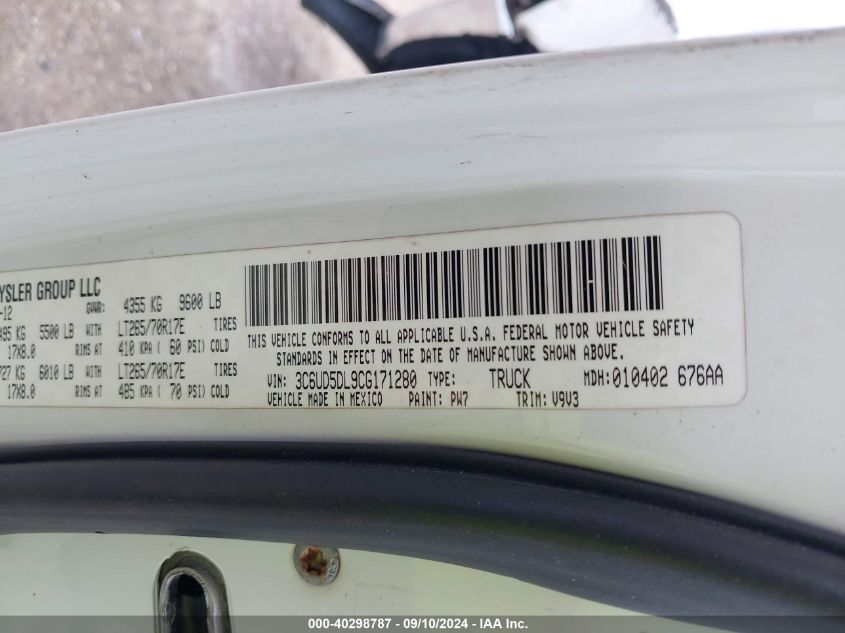 YSLER GROUP LLC
-12 GVWR: 4355 KG 9600 LB
495 KG 5500 LB WITH LT265/70R17E TIRES
17X8.0 RIMS AT 410 KPA ( 60 PSI) COLD
727 KG 6010 LB WITH LT265/70R17E TIRES
17X8.0 RIMS AT 485 KPA ( 70 PSI) COLD
THIS VEHICLE CONFORMS TO ALL APPLICABLE U.S.A. FEDERAL MOTOR VEHICLE SAFETY
STANDARDS IN EFFECT ON THE DATE OF MANUFACTURE SHOWN ABOVE.
VIN: 3C6UD5DL9CG171280 TYPE: TRUCK MDH: 010402 676AA
VEHICLE MADE IN MEXICO PAINT: PW7 TRIM: V9V3
000-40298787 - 09/10/2024 - IAA Inc.